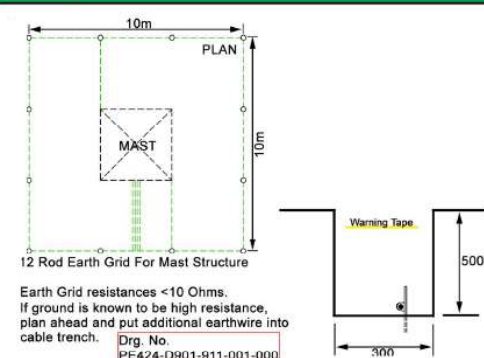 10m
PLAN
MAST
10m
12 Rod Earth Grid For Mast Structure
Warning Tape
500
300
Earth Grid resistances <10 Ohms.
If ground is known to be high resistance,
plan ahead and put additional earthwire into
cable trench.
Drg. No.
PE424-D901-911-001-000